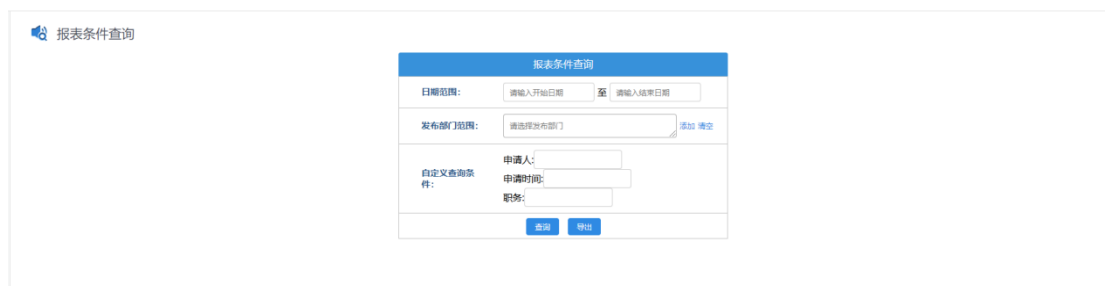 报表条件查询
报表条件查询
日期范围: 请输入开始日期 至 请输入结束日期
发布部门范围: 请选择发布部门 添加 清空
自定义查询条件:
申请人:
申请时间:
职务:
查询 导出